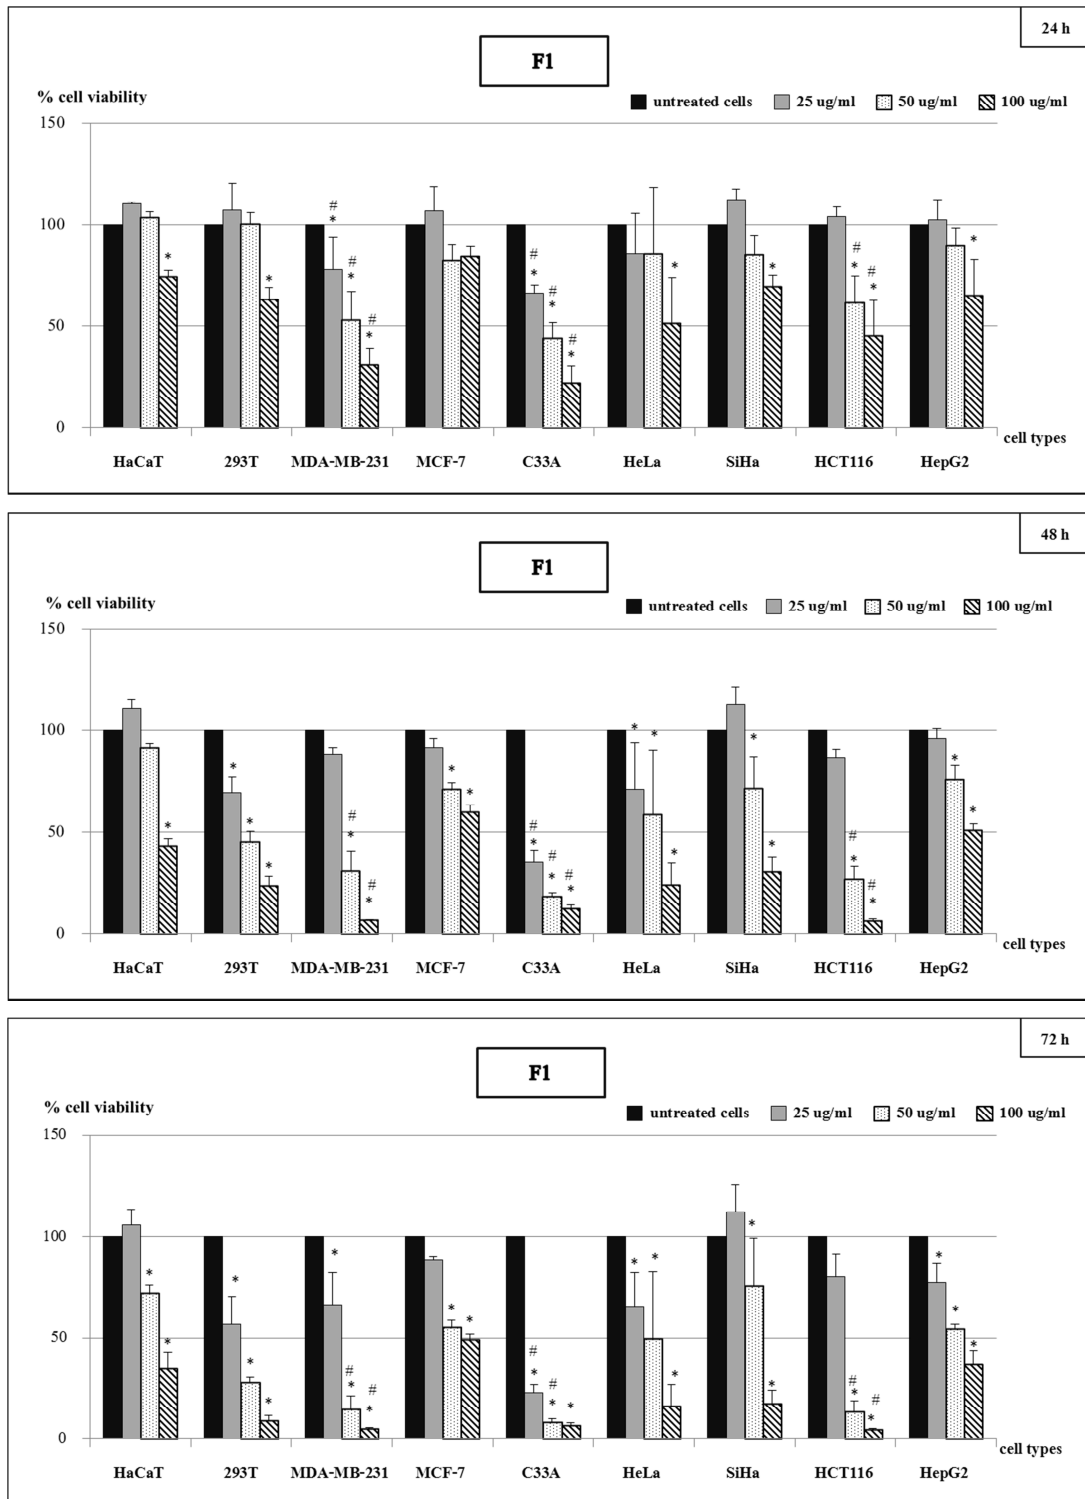 24 h
F1
% cell viability
untreated cells 25 ug/ml 50 ug/ml 100 ug/ml
150
100
50
0
# * # * # * # * # * # * # * # * * * * * *
cell types
HaCaT 293T MDA-MB-231 MCF-7 C33A HeLa SiHa HCT116 HepG2
48 h
F1
% cell viability
untreated cells 25 ug/ml 50 ug/ml 100 ug/ml
150
100
50
0
* * * * # * # * * * # * # * # * * * * * * # * # * * *
cell types
HaCaT 293T MDA-MB-231 MCF-7 C33A HeLa SiHa HCT116 HepG2
72 h
F1
% cell viability
untreated cells 25 ug/ml 50 ug/ml 100 ug/ml
150
100
50
0
* * * * * * # * # * * * # * # * * * * * * * # * # * * * *
cell types
HaCaT 293T MDA-MB-231 MCF-7 C33A HeLa SiHa HCT116 HepG2